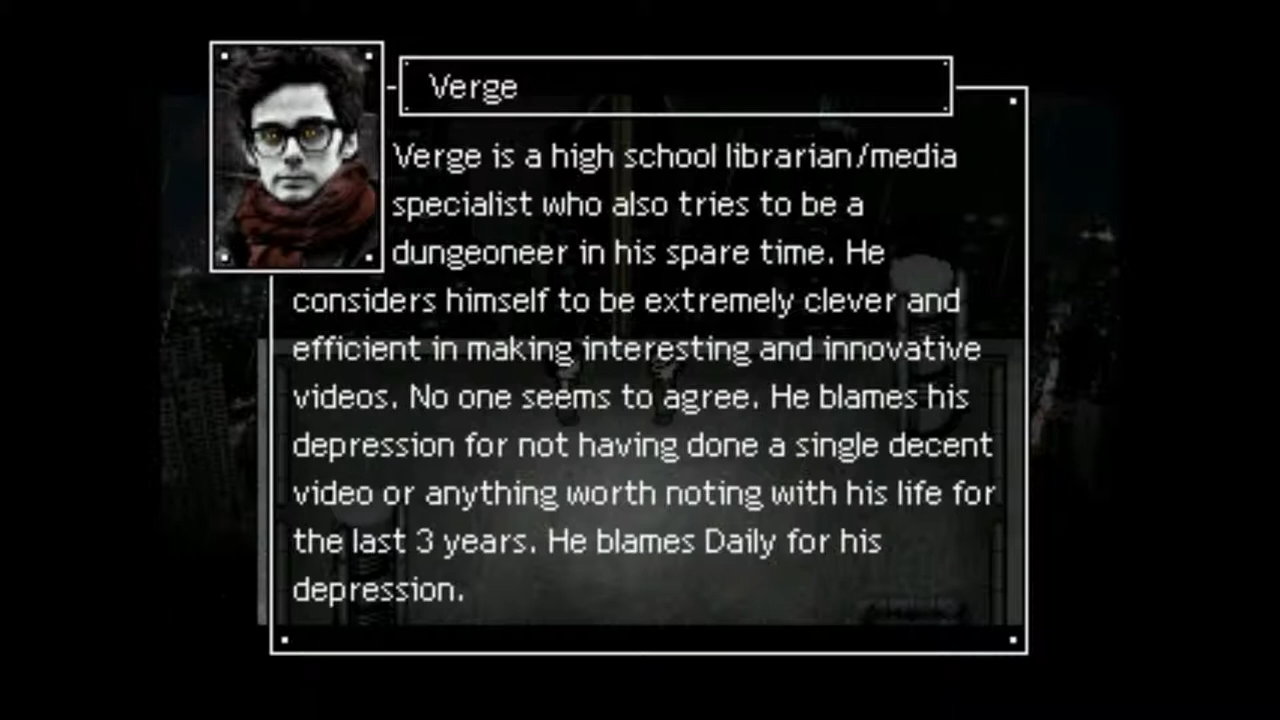 Verge
Verge is a high school librarian/media
specialist who also tries to be a
dungeoneer in his spare time. He
considers himself to be extremely clever and
efficient in making interesting and innovative
videos. No one seems to agree. He blames his
depression for not having done a single decent
video or anything worth noting with his life for
the last 3 years. He blames Daily for his
depression.